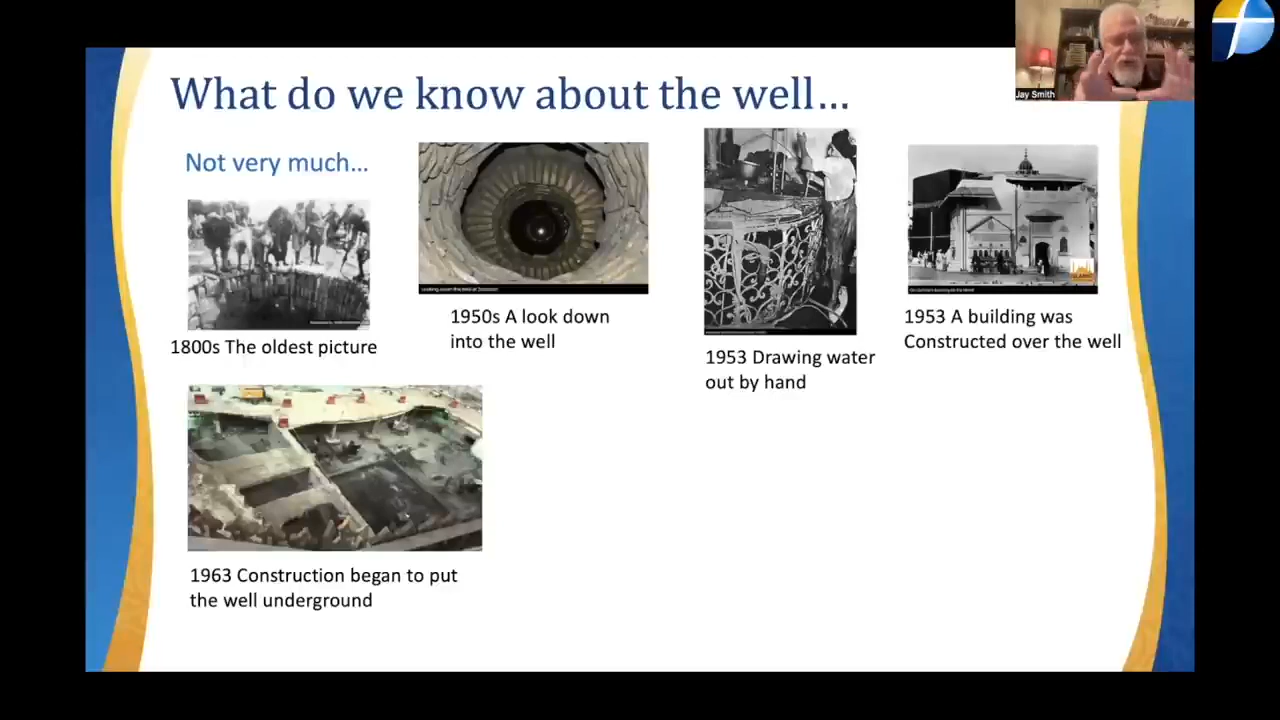 What do we know about the well…
Not very much…
Jay Smith
1800s The oldest picture
1950s A look down
into the well
1953 Drawing water
out by hand
1953 A building was
Constructed over the well
1963 Construction began to put
the well underground